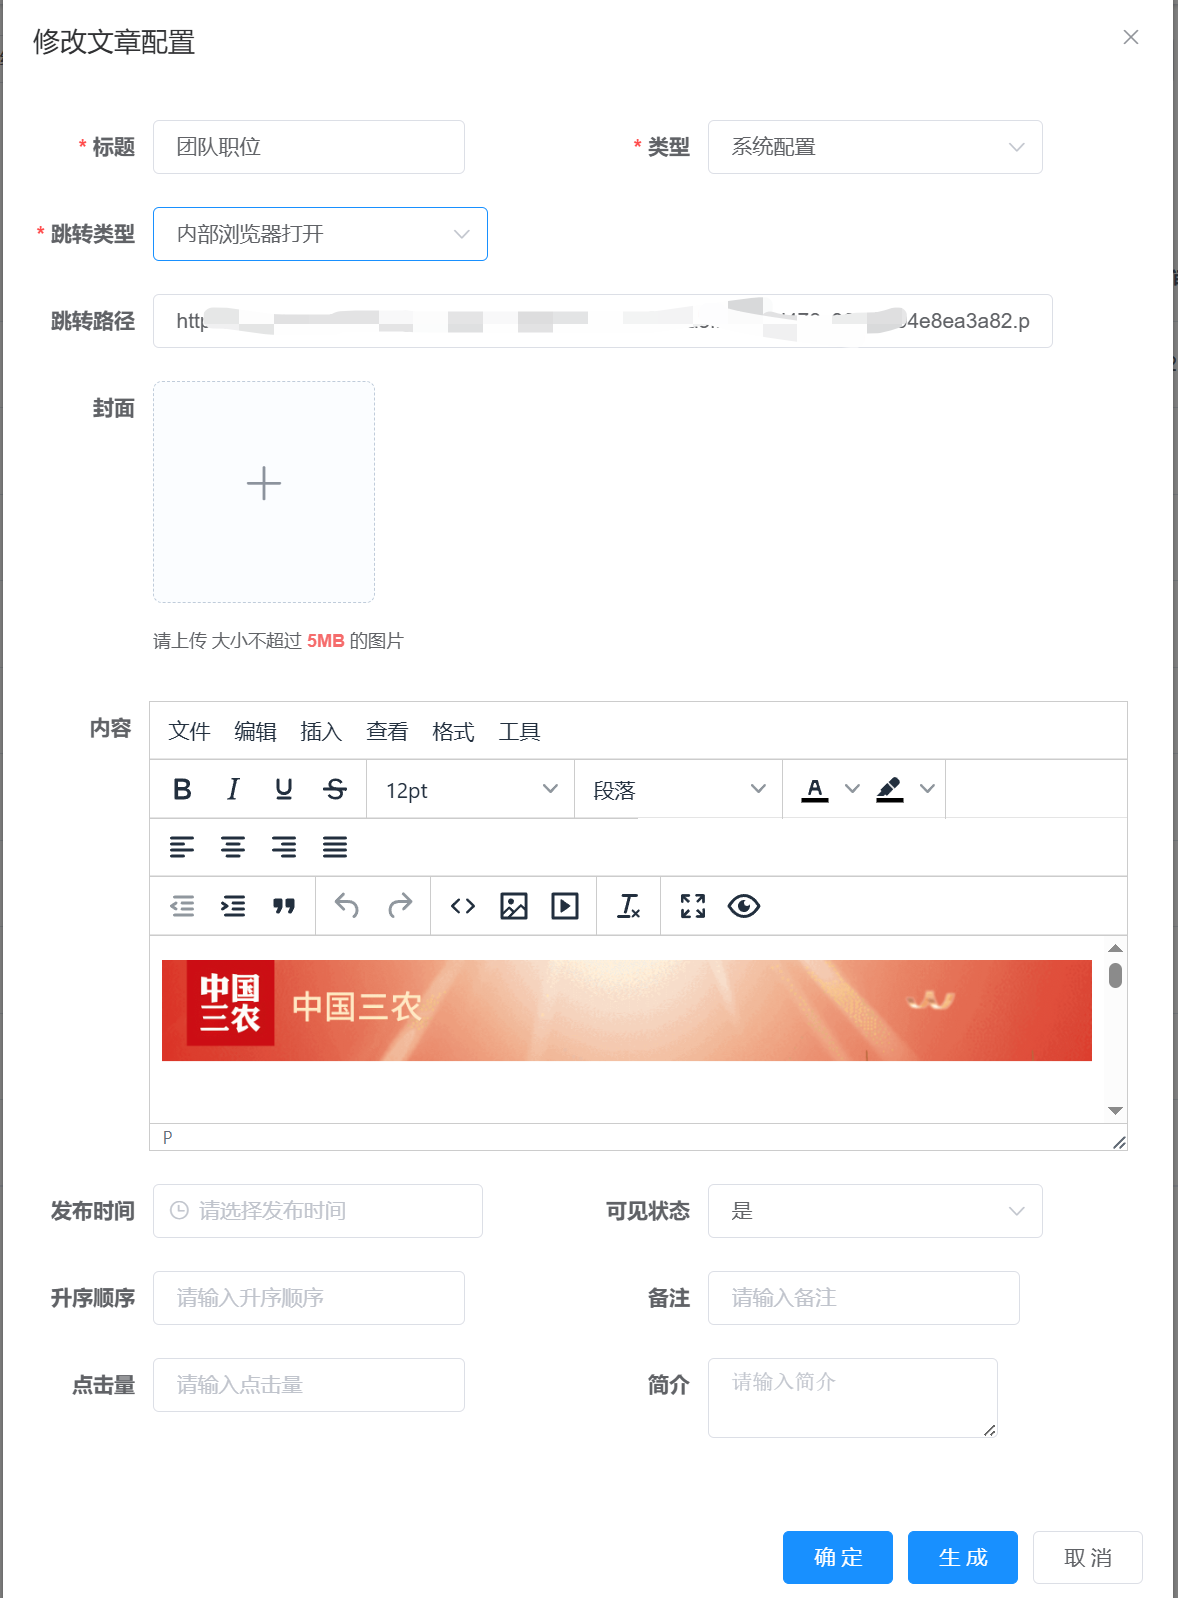 修改文章配置
* 标题 团队职位
* 类型 系统配置
* 跳转类型 内部浏览器打开
跳转路径 4e8ea3a82.p
封面
请上传 大小不超过 5MB 的图片
内容
文件 编辑 插入 查看 格式 工具
B I U S 12pt 段落 A
中国
三农
中国三农
P
发布时间 请选择发布时间
可见状态 是
升序顺序 请输入升序顺序
备注 请输入备注
点击量 请输入点击量
简介 请输入简介
确 定 生 成 取 消